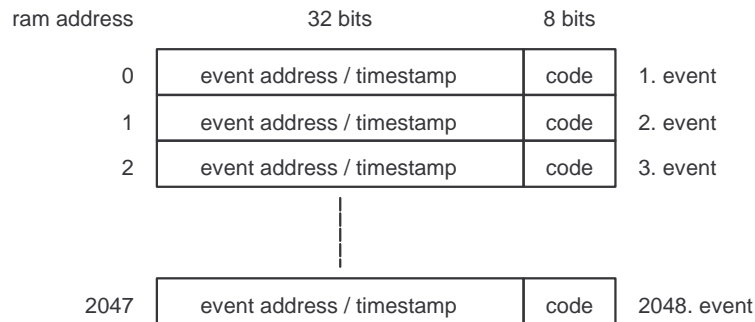 ram address 32 bits 8 bits
0 event address / timestamp code 1. event
1 event address / timestamp code 2. event
2 event address / timestamp code 3. event
2047 event address / timestamp code 2048. event